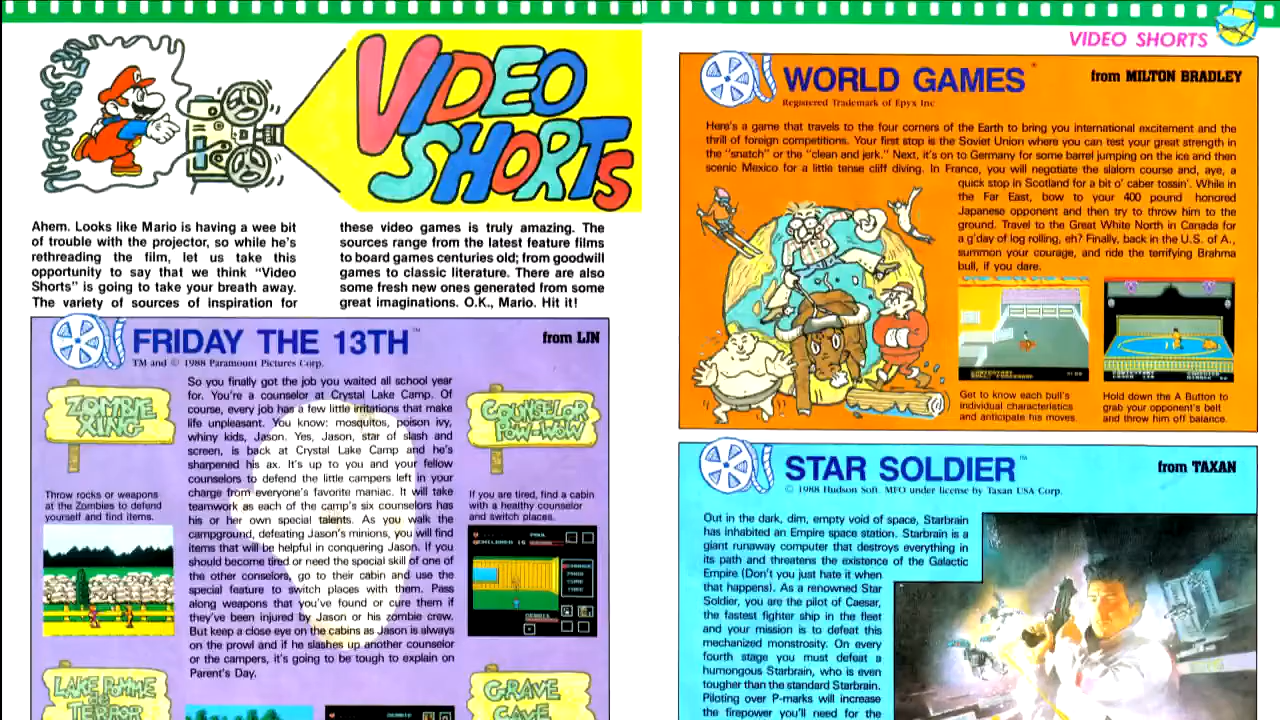 VIDEO SHORTS
Ahem. Looks like Mario is having a wee bit
of trouble with the projector, so while he's
rethreading the film, let us take this
opportunity to say that we think "Video
Shorts" is going to take your breath away.
The variety of sources of inspiration for
these video games is truly amazing. The
sources range from the latest feature films
to board games centuries old; from goodwill
games to classic literature. There are also
some fresh new ones generated from some
great imaginations. O.K., Mario. Hit it!
FRIDAY THE 13TH™
from LJN
TM and © 1988 Paramount Pictures Corp.
ZOMBIE
XING
Throw rocks or weapons
at the Zombies to defend
yourself and find items.
So you finally got the job you waited all school year
for. You're a counselor at Crystal Lake Camp. Of
course, every job has a few little irritations that make
life unpleasant. You know: mosquitos, poison ivy,
whiny kids, Jason. Yes, Jason, star of slash and
screen, is back at Crystal Lake Camp and he's
sharpened his ax. It's up to you and your fellow
counselors to defend the little campers left in your
charge from everyone's favorite maniac. It will take
teamwork as each of the camp's six counselors has
his or her own special talents. As you walk the
campground, defeating Jason's minions, you will find
items that will be helpful in conquering Jason. If you
should become tired or need the special skill of one of
the other conselors, go to their cabin and use the
special feature to switch places with them. Pass
along weapons that you've found or cure them if
they've been injured by Jason or his zombie crew.
But keep a close eye on the cabins as Jason is always
on the prowl and if he slashes up another counselor
or the campers, it's going to be tough to explain on
Parent's Day.
COUNSELOR
POW-WOW
If you are tired, find a cabin
with a healthy counselor
and switch places.
LAKE POMME
de
TERROR
GRAVE
CAVE
VIDEO SHORTS
WORLD GAMES*
from MILTON BRADLEY
Registered Trademark of Epyx Inc
Here's a game that travels to the four corners of the Earth to bring you international excitement and the
thrill of foreign competitions. Your first stop is the Soviet Union where you can test your great strength in
the "snatch" or the "clean and jerk." Next, it's on to Germany for some barrel jumping on the ice and then
scenic Mexico for a little tense cliff diving. In France, you will negotiate the slalom course and, aye, a
quick stop in Scotland for a bit o' caber tossin'. While in
the Far East, bow to your 400 pound honored
Japanese opponent and then try to throw him to the
ground. Travel to the Great White North in Canada for
a g'day of log rolling, eh? Finally, back in the U.S. of A.,
summon your courage, and ride the terrifying Brahma
bull, if you dare.
Get to know each bull's
individual characteristics
and anticipate his moves.
Hold down the A Button to
grab your opponent's belt
and throw him off balance.
STAR SOLDIER™
from TAXAN
© 1988 Hudson Soft. MFO under license by Taxan USA Corp.
Out in the dark, dim, empty void of space, Starbrain
has inhabited an Empire space station. Starbrain is a
giant runaway computer that destroys everything in
its path and threatens the existence of the Galactic
Empire (Don't you just hate it when
that happens). As a renowned Star
Soldier, you are the pilot of Caesar,
the fastest fighter ship in the fleet
and your mission is to defeat this
mechanized monstrosity. On every
fourth stage you must defeat a
humongous Starbrain, who is even
tougher than the standard Starbrain.
Piloting over P-marks will increase
the firepower you'll need for the